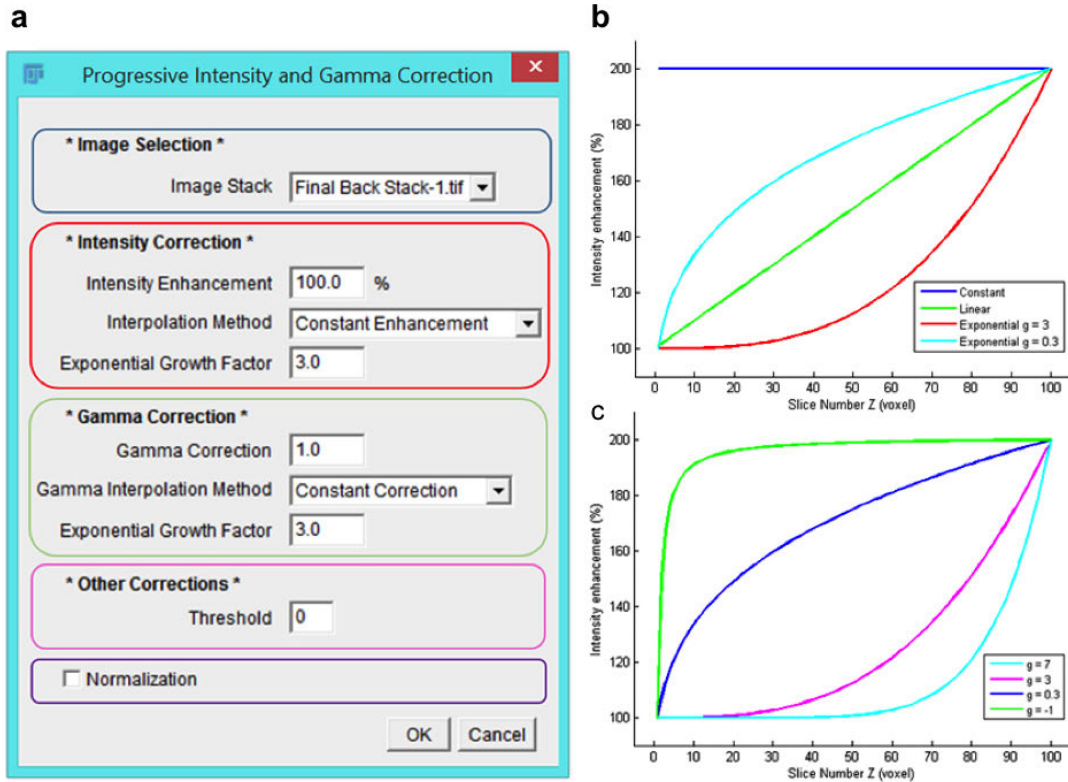 a
Progressive Intensity and Gamma Correction
* Image Selection *
Image Stack Final Back Stack-1.tif
* Intensity Correction *
Intensity Enhancement 100.0 %
Interpolation Method Constant Enhancement
Exponential Growth Factor 3.0
* Gamma Correction *
Gamma Correction 1.0
Gamma Interpolation Method Constant Correction
Exponential Growth Factor 3.0
* Other Corrections *
Threshold 0
Normalization
OK Cancel
b
Intensity enhancement (%)
200
180
160
140
120
100
Constant
Linear
Exponential g = 3
Exponential g = 0.3
0 10 20 30 40 50 60 70 80 90 100
Slice Number Z (voxel)
c
Intensity enhancement (%)
200
180
160
140
120
100
g = 7
g = 3
g = 0.3
g = -1
0 10 20 30 40 50 60 70 80 90 100
Slice Number Z (voxel)